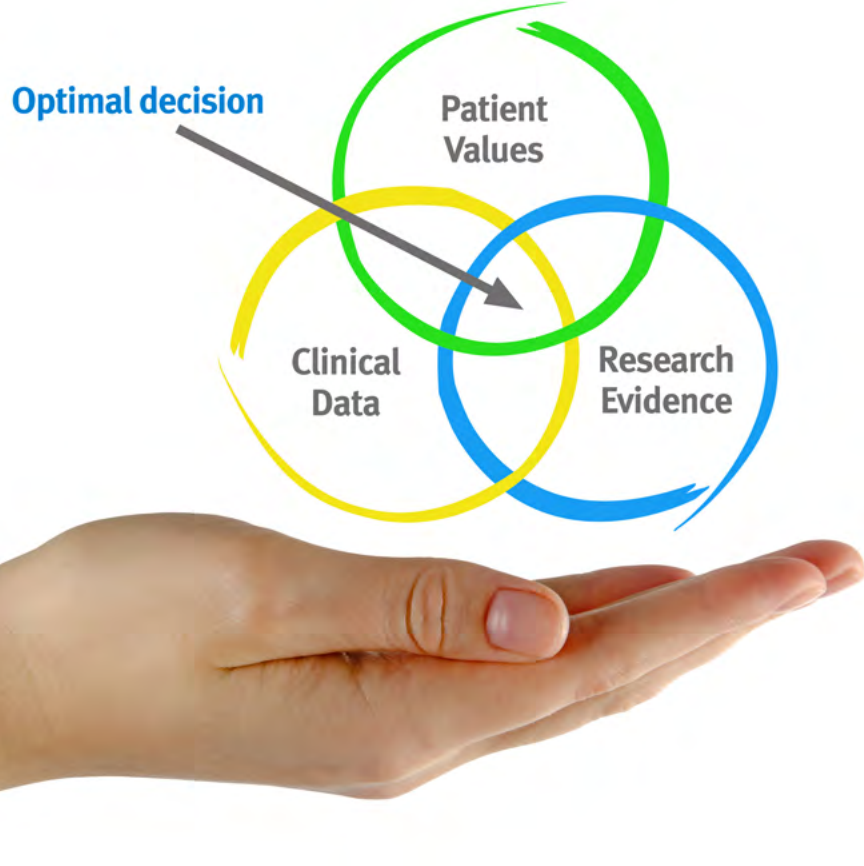 Optimal decision
Patient
Values
Clinical
Data
Research
Evidence